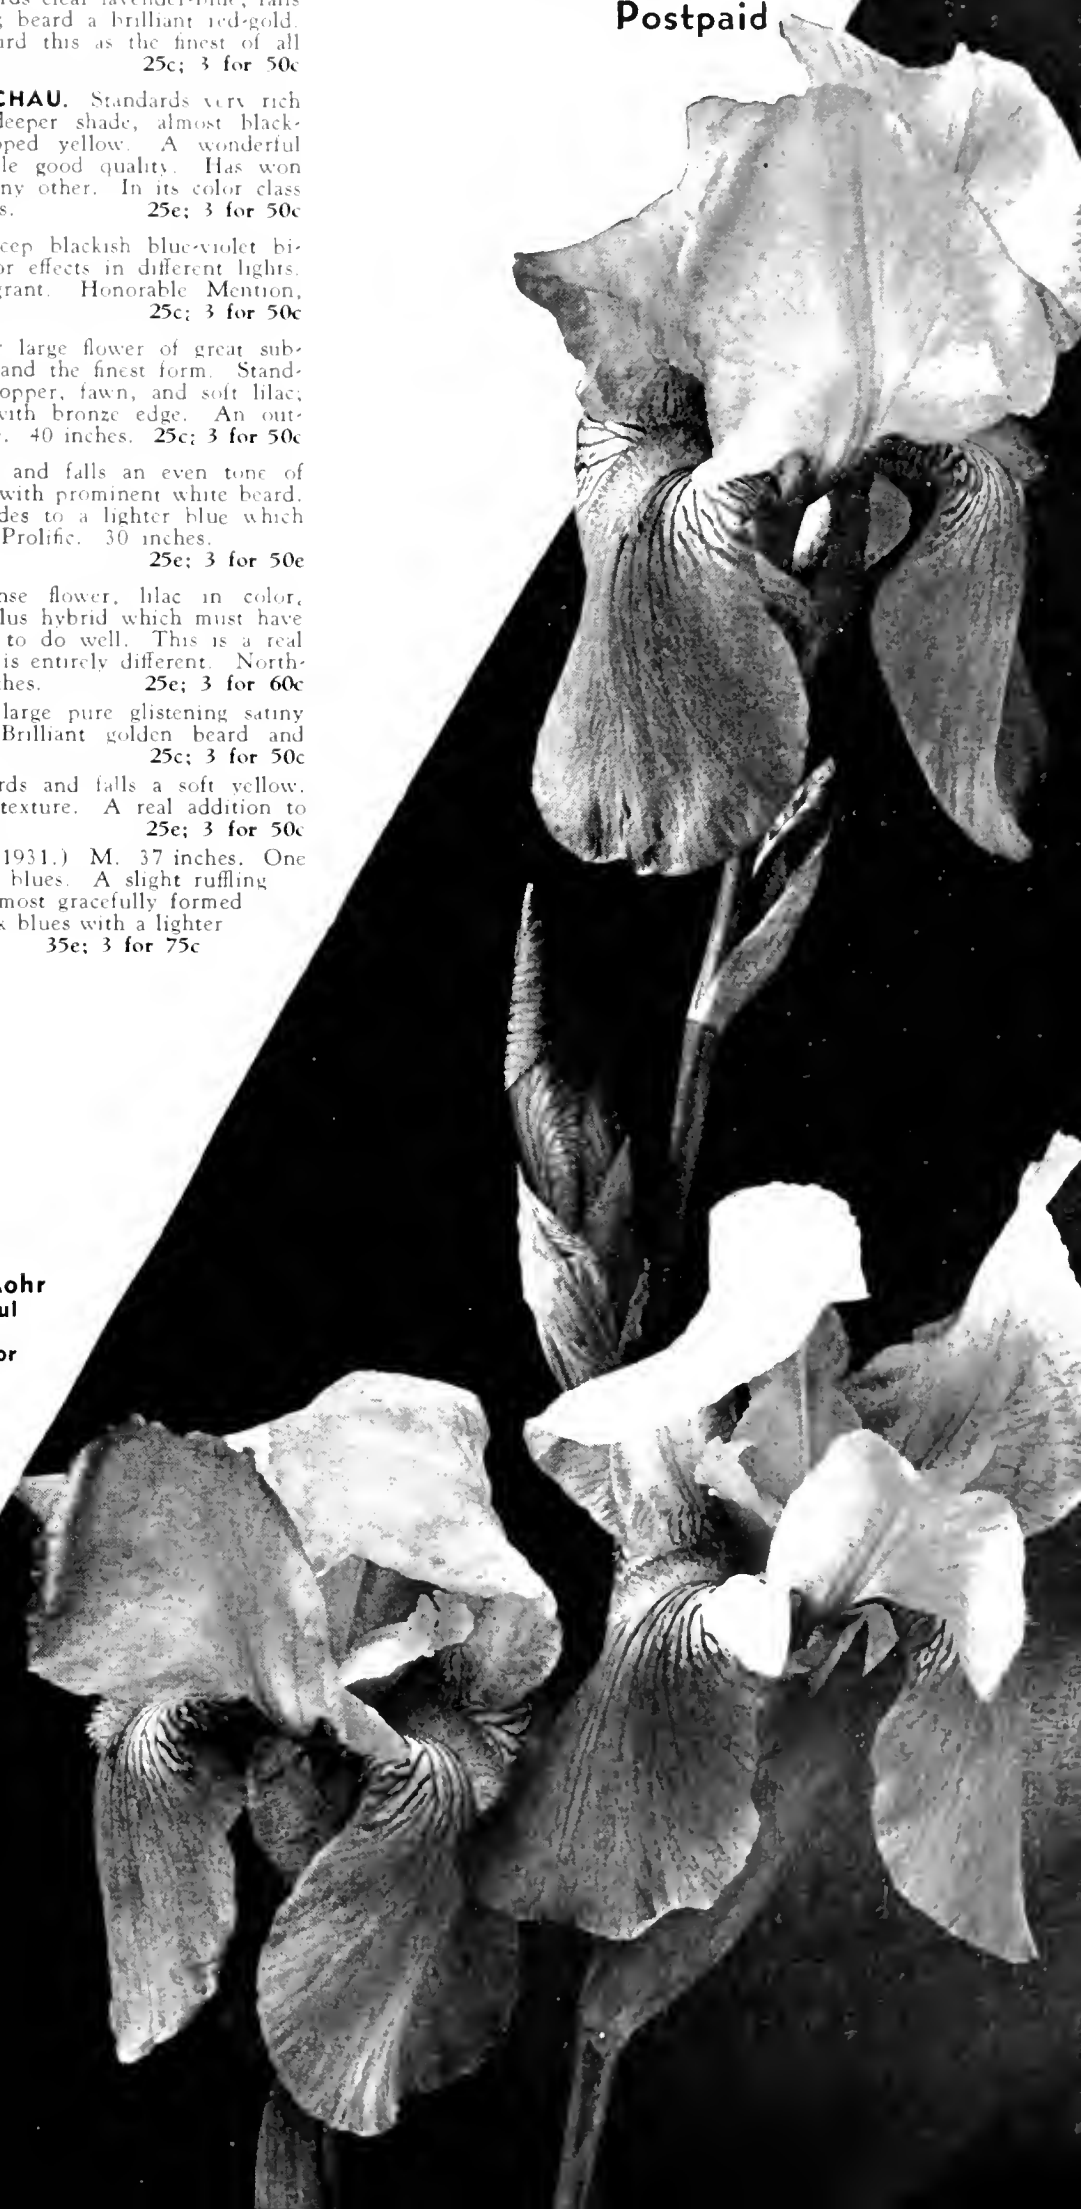 Postpaid
rds clear lavender-blue, falls
; beard a brilliant red-gold.
ard this as the finest of all
25c; 3 for 50c
CHAU. Standards very rich
deeper shade, almost black-
pped yellow. A wonderful
le good quality. Has won
ny other. In its color class
s. 25e; 3 for 50c
eep blackish blue-violet bi-
or effects in different lights.
grant. Honorable Mention,
25c; 3 for 50c
r large flower of great sub-
and the finest form. Stand-
opper, fawn, and soft lilac;
with bronze edge. An out-
. 40 inches. 25c; 3 for 50c
and falls an even tone of
with prominent white beard.
des to a lighter blue which
Prolific. 30 inches.
25e; 3 for 50e
nse flower, lilac in color,
lus hybrid which must have
to do well. This is a real
is entirely different. North-
hes. 25e; 3 for 60c
large pure glistening satiny
Brilliant golden beard and
25c; 3 for 50c
rds and falls a soft yellow.
texture. A real addition to
25e; 3 for 50c
1931.) M. 37 inches. One
blues. A slight ruffling
most gracefully formed
k blues with a lighter
35e; 3 for 75c
Mohr
ul
or